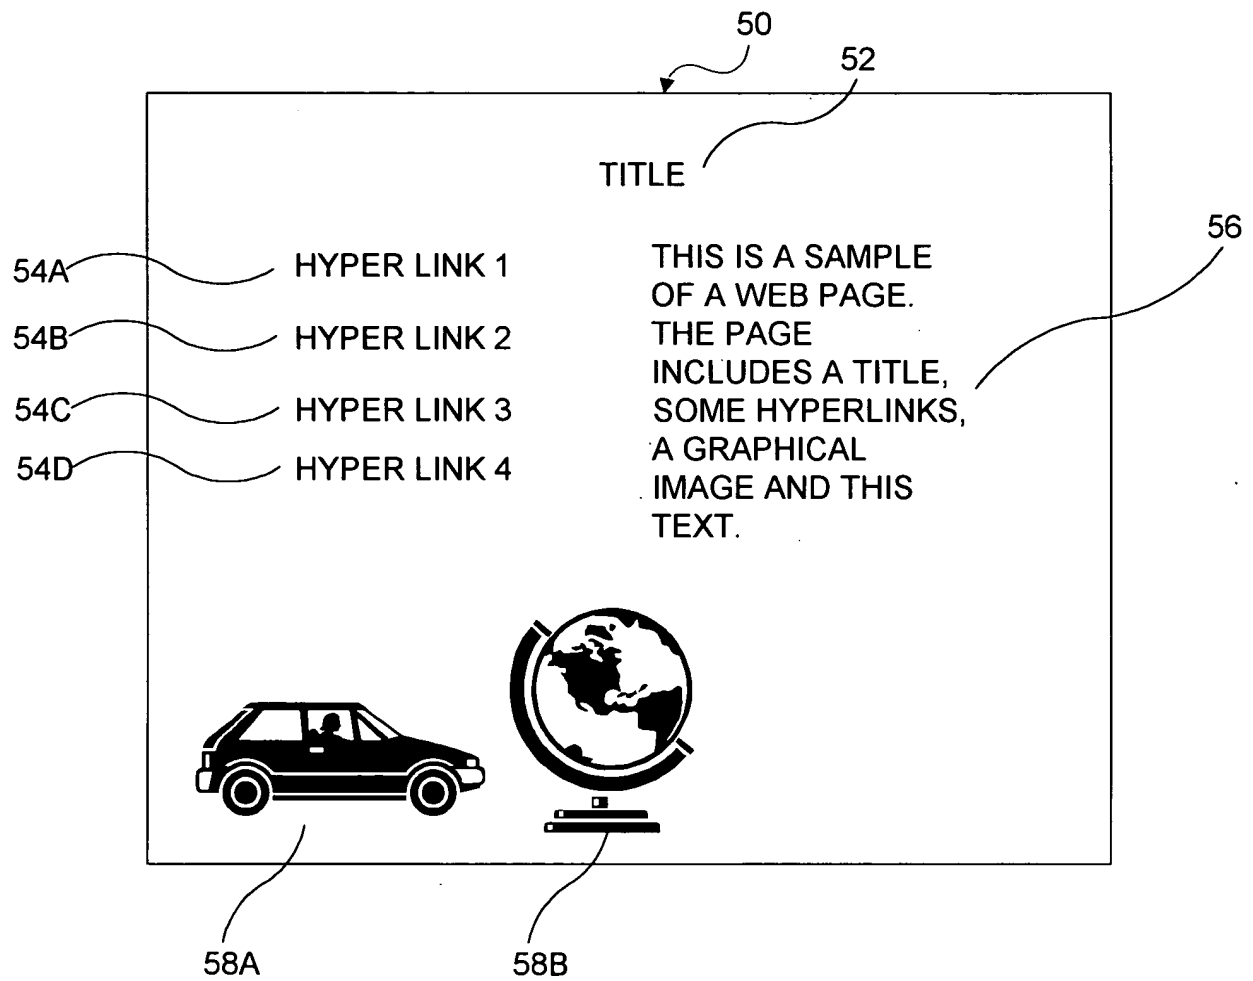 50
52
TITLE
56
54A
HYPER LINK 1
54B
HYPER LINK 2
54C
HYPER LINK 3
54D
HYPER LINK 4
THIS IS A SAMPLE
OF A WEB PAGE.
THE PAGE
INCLUDES A TITLE,
SOME HYPERLINKS,
A GRAPHICAL
IMAGE AND THIS
TEXT.
58A
58B